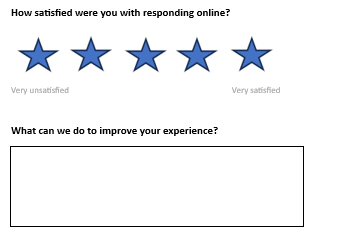 How satisfied were you with responding online?
Very unsatisfied
Very satisfied
What can we do to improve your experience?